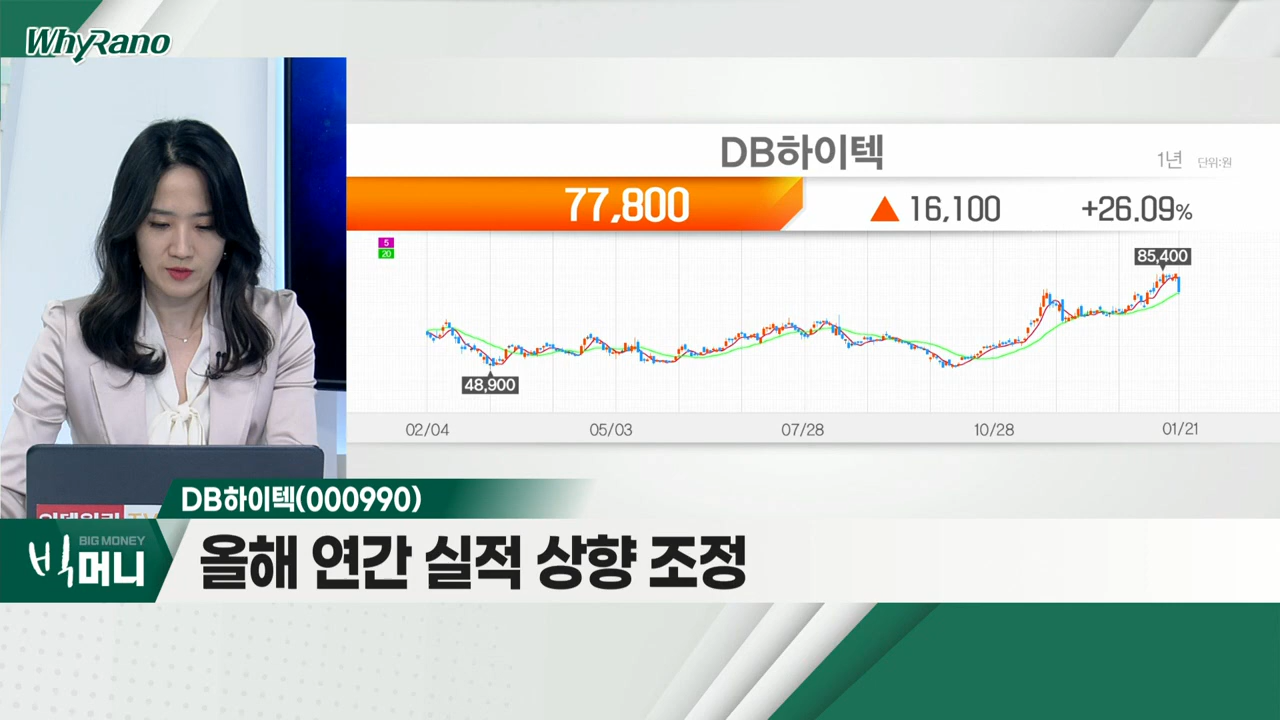 WhyRano
DB하이텍
1년 단위:원
77,800
▲ 16,100 +26.09%
5
20
85,400
48,900
02/04 05/03 07/28 10/28 01/21
DB하이텍(000990)
BIG MONEY
빅머니
올해 연간 실적 상향 조정